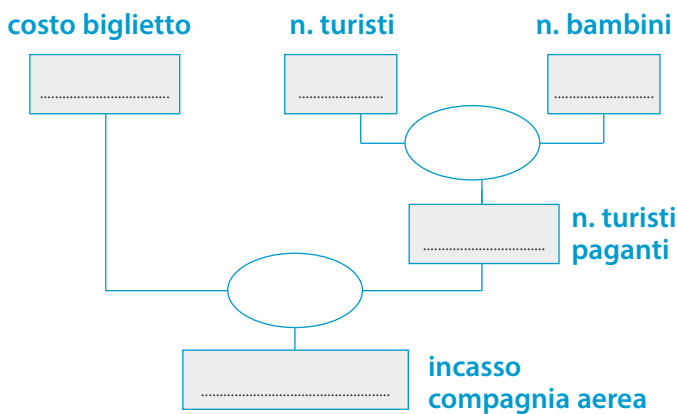 costo biglietto
n. turisti
n. bambini
n. turisti
paganti
incasso
compagnia aerea